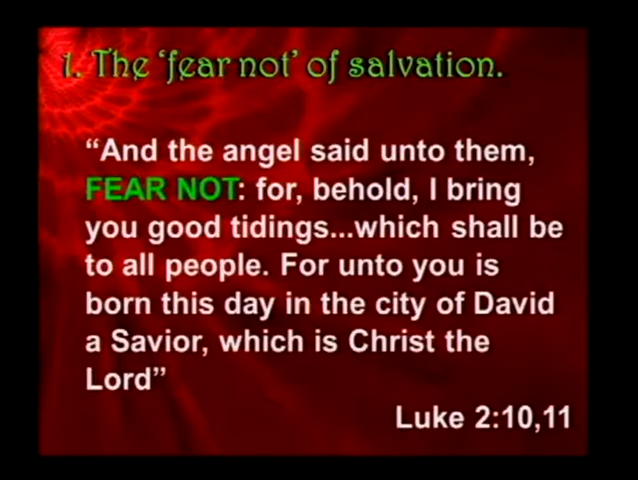 1. The ‘fear not’ of salvation.
“And the angel said unto them,
FEAR NOT: for, behold, I bring
you good tidings...which shall be
to all people. For unto you is
born this day in the city of David
a Savior, which is Christ the
Lord”
Luke 2:10,11